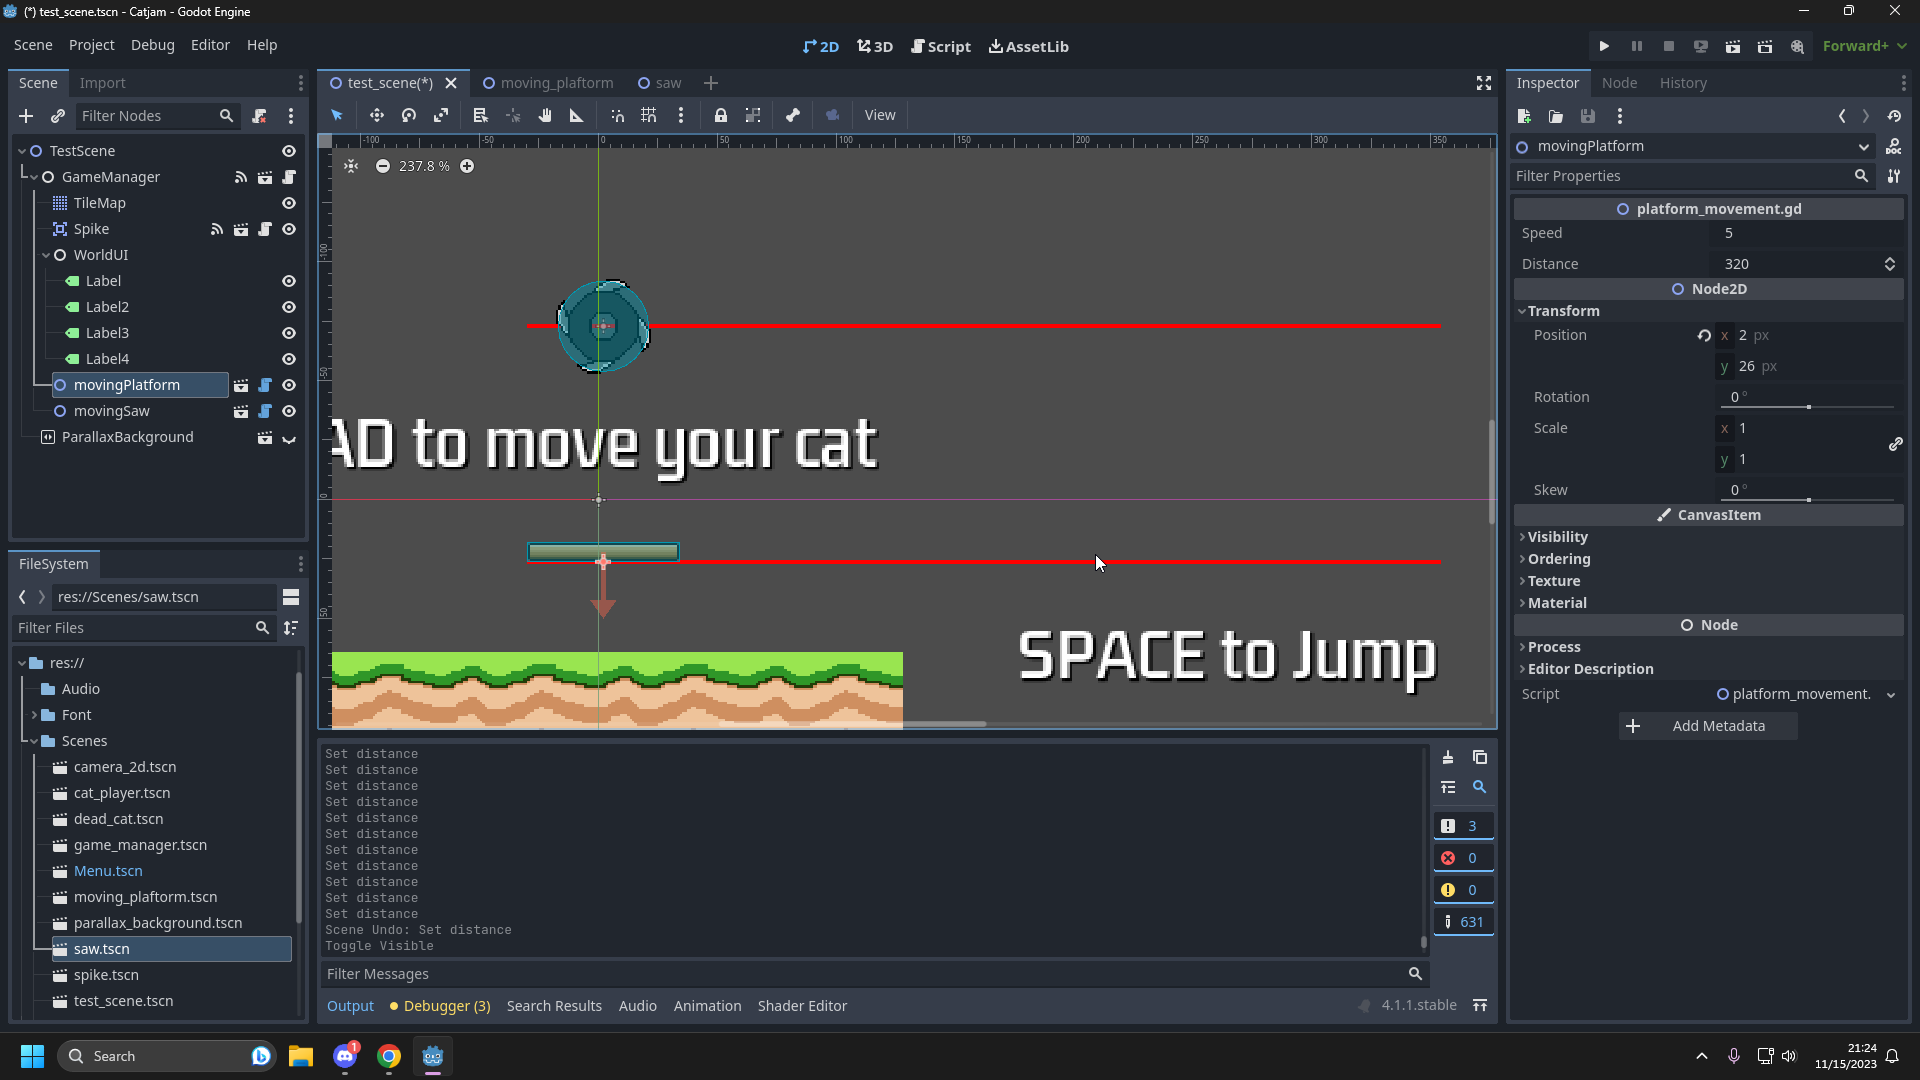 (*) test_scene.tscn - Catjam - Godot Engine
Scene Project Debug Editor Help
2D 3D Script AssetLib
Forward+
Scene Import
Filter Nodes
TestScene
GameManager
TileMap
Spike
WorldUI
Label
Label2
Label3
Label4
movingPlatform
movingSaw
ParallaxBackground
FileSystem
res://Scenes/saw.tscn
Filter Files
res://
Audio
Font
Scenes
camera_2d.tscn
cat_player.tscn
dead_cat.tscn
game_manager.tscn
Menu.tscn
moving_plaftorm.tscn
parallax_background.tscn
saw.tscn
spike.tscn
test_scene.tscn
test_scene(*) moving_plaftorm saw
View
-100 -50 0 50 100 150 200 250 300 350
-100
-50
0
50
237.8 %
AD to move your cat
SPACE to Jump
Set distance
Set distance
Set distance
Set distance
Set distance
Set distance
Set distance
Set distance
Set distance
Set distance
Set distance
Scene Undo: Set distance
Toggle Visible
3
0
0
631
Filter Messages
Output Debugger (3) Search Results Audio Animation Shader Editor
4.1.1.stable
Inspector Node History
movingPlatform
Filter Properties
platform_movement.gd
Speed 5
Distance 320
Node2D
Transform
Position x 2 px
y 26 px
Rotation 0 °
Scale x 1
y 1
Skew 0 °
CanvasItem
Visibility
Ordering
Texture
Material
Node
Process
Editor Description
Script platform_movement.
Add Metadata
Search
1
21:24
11/15/2023